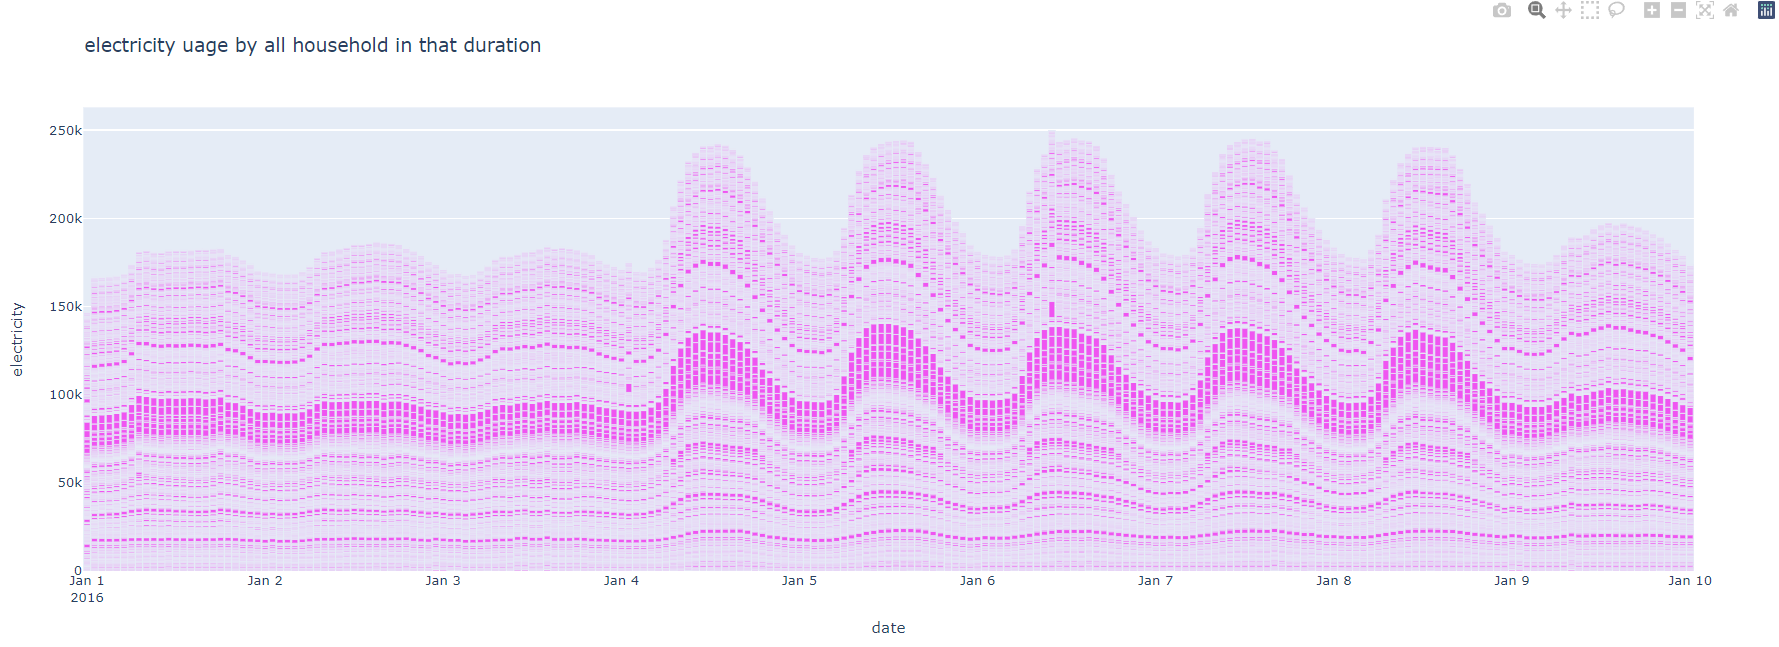 electricity uage by all household in that duration
250k
200k
150k
100k
50k
0
electricity
Jan 1
2016
Jan 2
Jan 3
Jan 4
Jan 5
Jan 6
Jan 7
Jan 8
Jan 9
Jan 10
date